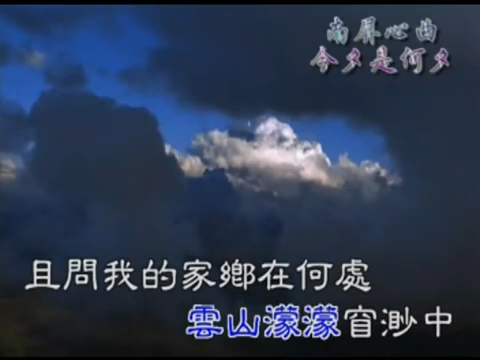 南屏心曲
今夕是何夕
且問我的家鄉在何處
雲山濛濛窅渺中